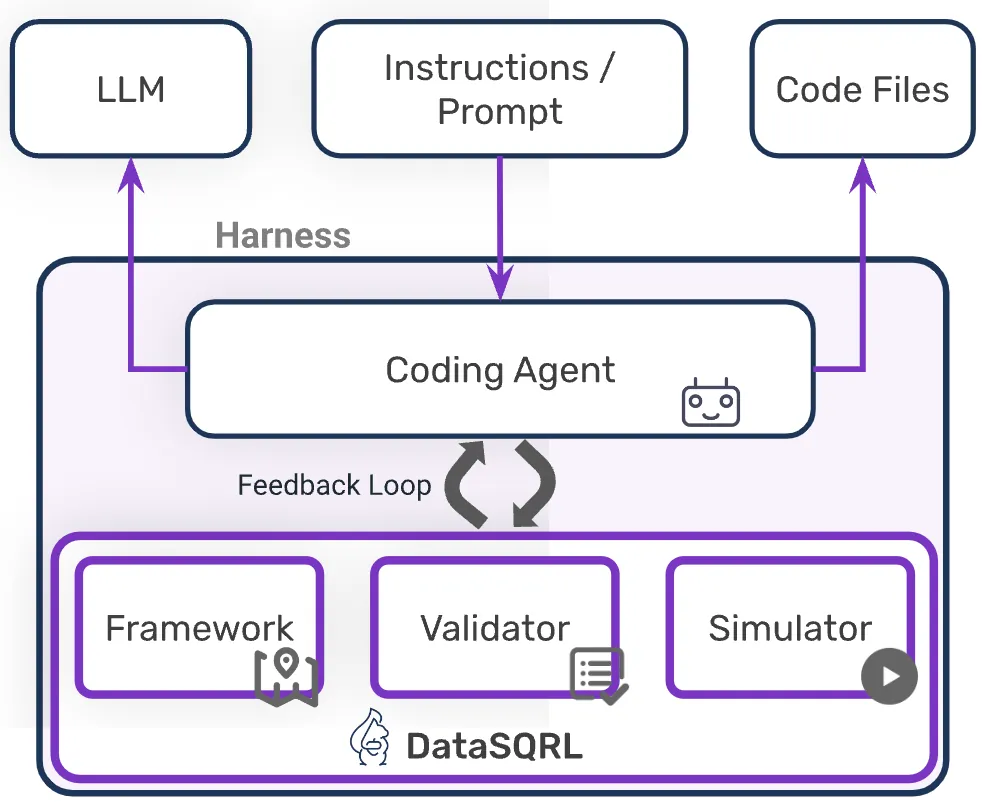 LLM
Instructions /
Prompt
Code Files
Harness
Coding Agent
Feedback Loop
Framework
Validator
Simulator
DataSQRL